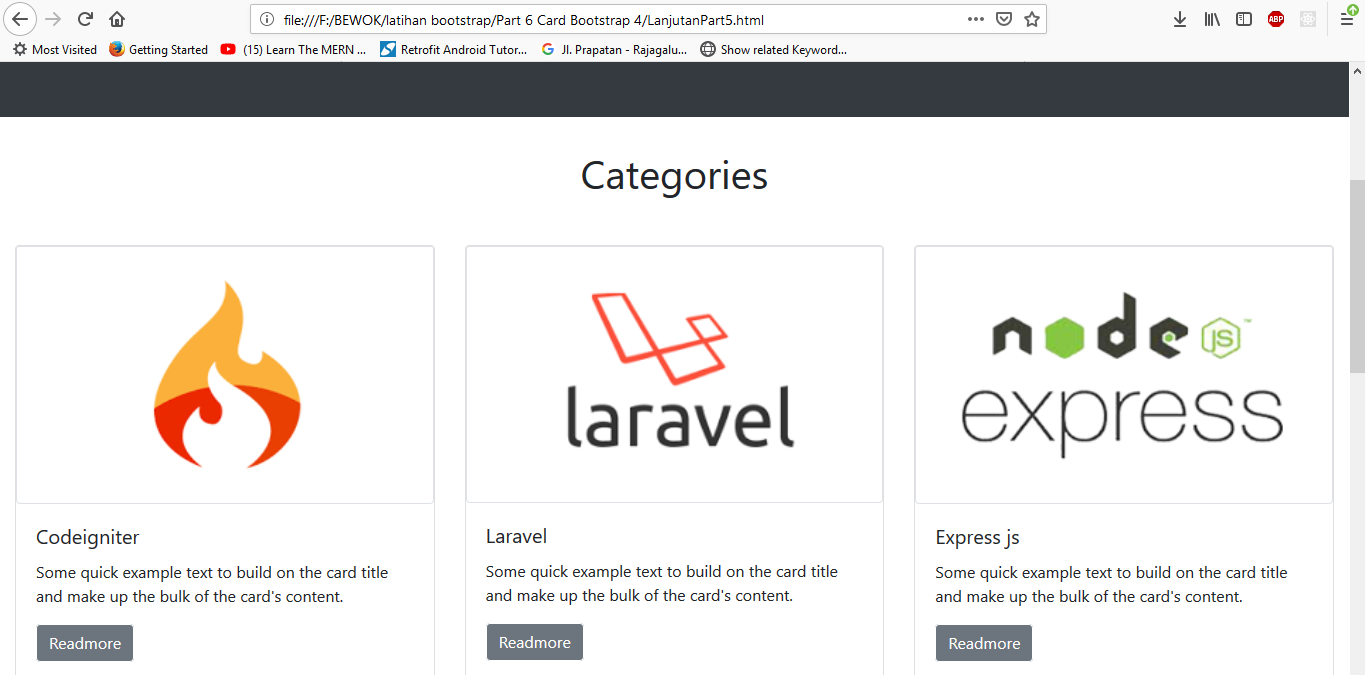 file:///F:/BEWOK/latihan bootstrap/Part 6 Card Bootstrap 4/LanjutanPart5.html
ABP
Most Visited
Getting Started
(15) Learn The MERN ...
Retrofit Android Tutor...
Jl. Prapatan - Rajagalu...
Show related Keyword...
Categories
laravel
node JS™
express
Codeigniter
Some quick example text to build on the card title
and make up the bulk of the card's content.
Readmore
Laravel
Some quick example text to build on the card title
and make up the bulk of the card's content.
Readmore
Express js
Some quick example text to build on the card title
and make up the bulk of the card's content.
Readmore